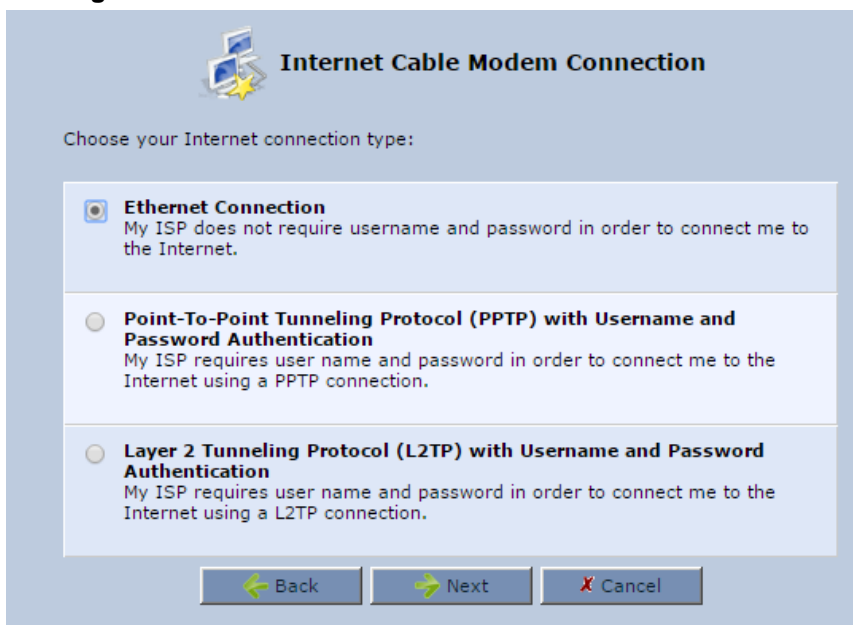 Internet Cable Modem Connection
Choose your Internet connection type:
Ethernet Connection
My ISP does not require username and password in order to connect me to
the Internet.
Point-To-Point Tunneling Protocol (PPTP) with Username and
Password Authentication
My ISP requires user name and password in order to connect me to the
Internet using a PPTP connection.
Layer 2 Tunneling Protocol (L2TP) with Username and Password
Authentication
My ISP requires user name and password in order to connect me to the
Internet using a L2TP connection.
Back Next Cancel